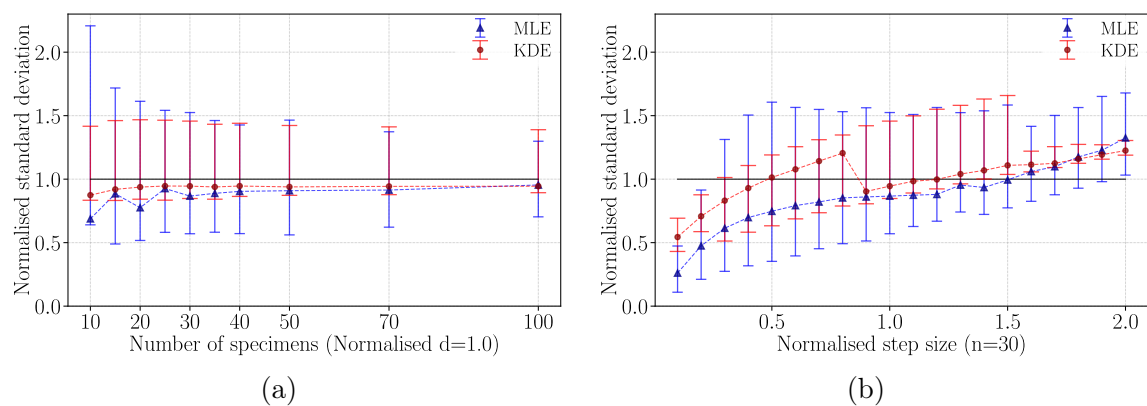 Normalised standard deviation
2.0
1.5
1.0
0.5
0.0
MLE
KDE
10 20 30 40 50 70 100
Number of specimens (Normalised d=1.0)
(a)
Normalised standard deviation
2.0
1.5
1.0
0.5
0.0
MLE
KDE
0.5 1.0 1.5 2.0
Normalised step size (n=30)
(b)